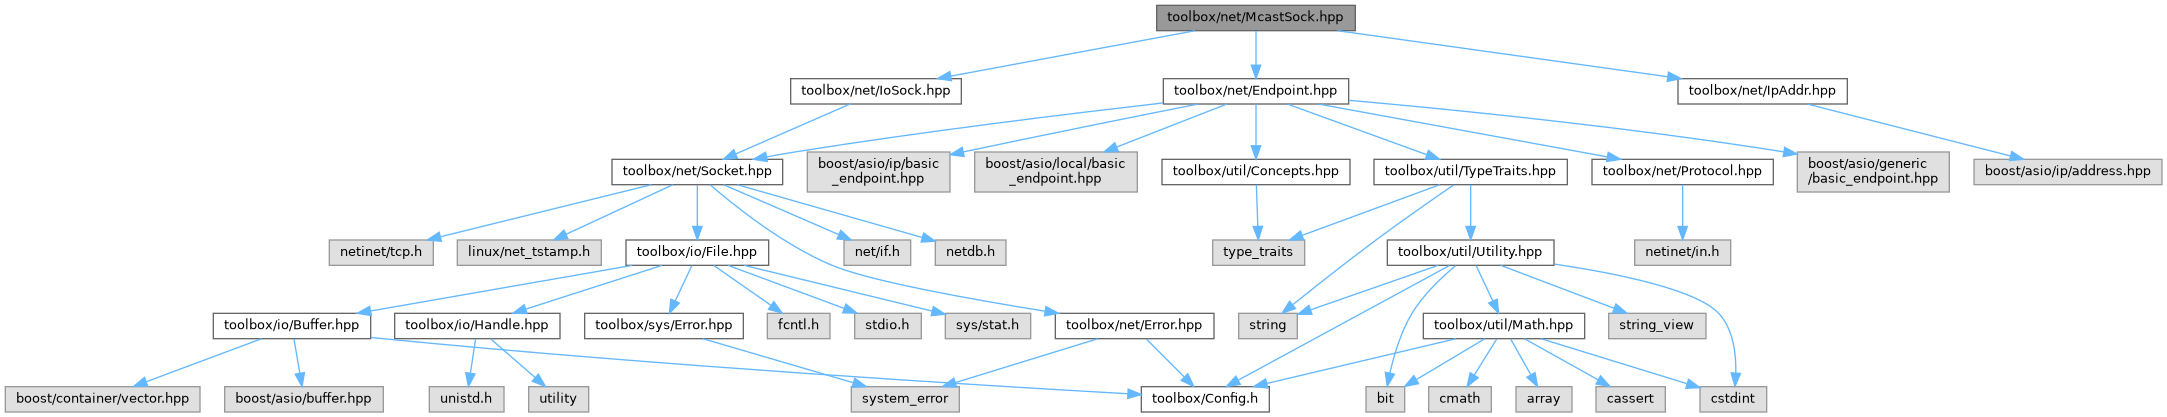 toolbox/net/McastSock.hpp
toolbox/net/IoSock.hpp
toolbox/net/Endpoint.hpp
toolbox/net/IpAddr.hpp
toolbox/net/Socket.hpp
boost/asio/ip/basic
_endpoint.hpp
boost/asio/local/basic
_endpoint.hpp
toolbox/util/Concepts.hpp
toolbox/util/TypeTraits.hpp
toolbox/net/Protocol.hpp
boost/asio/generic
/basic_endpoint.hpp
boost/asio/ip/address.hpp
netinet/tcp.h
linux/net_tstamp.h
toolbox/io/File.hpp
net/if.h
netdb.h
type_traits
toolbox/util/Utility.hpp
netinet/in.h
toolbox/io/Buffer.hpp
toolbox/io/Handle.hpp
toolbox/sys/Error.hpp
fcntl.h
stdio.h
sys/stat.h
toolbox/net/Error.hpp
string
toolbox/util/Math.hpp
string_view
boost/container/vector.hpp
boost/asio/buffer.hpp
unistd.h
utility
system_error
toolbox/Config.h
bit
cmath
array
cassert
cstdint